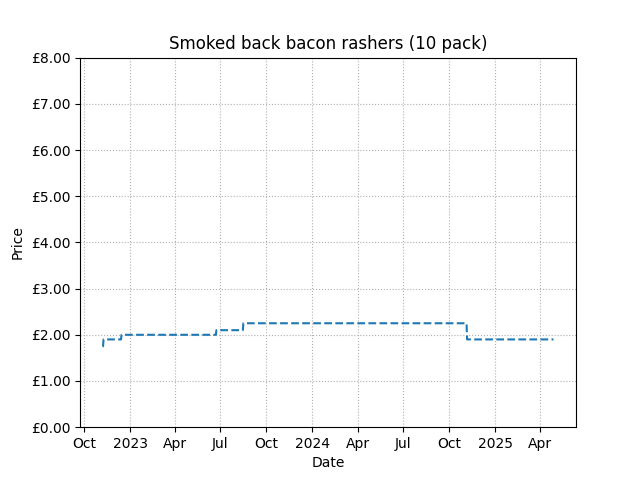 Smoked back bacon rashers (10 pack)
£8.00
£7.00
£6.00
£5.00
£4.00
£3.00
£2.00
£1.00
£0.00
Price
Oct 2023 Apr Jul Oct 2024 Apr Jul Oct 2025 Apr
Date